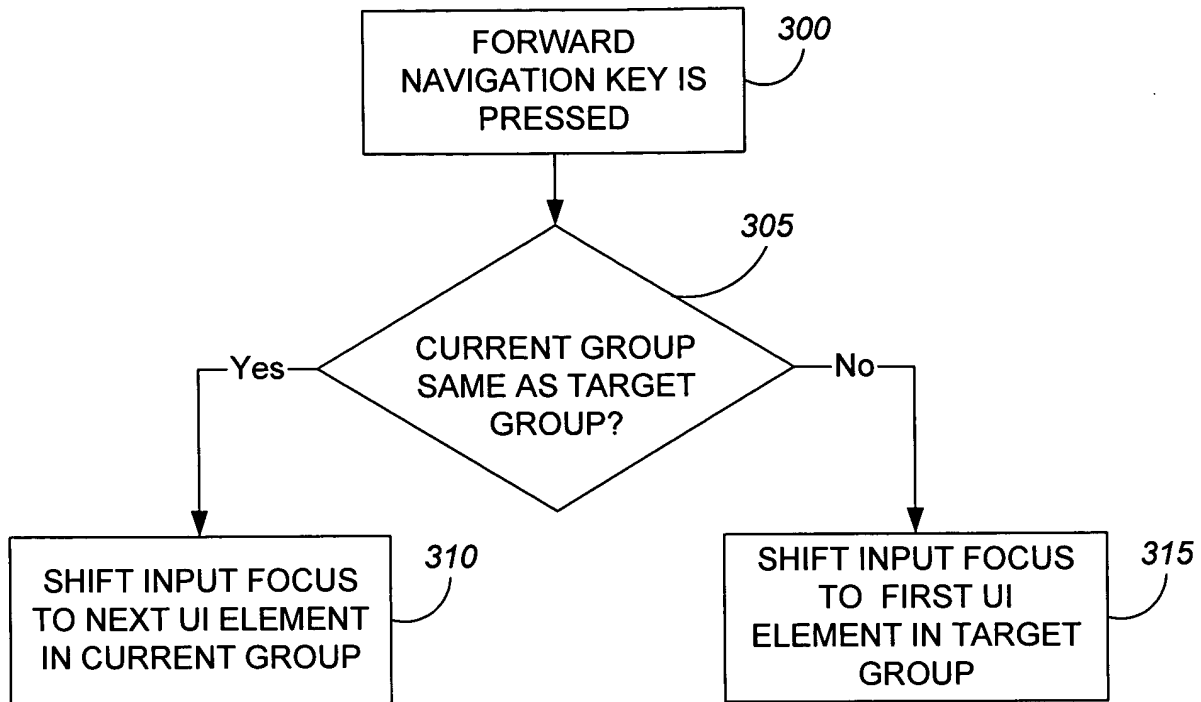 FORWARD
NAVIGATION KEY IS
PRESSED
300
305
CURRENT GROUP
SAME AS TARGET
GROUP?
Yes
No
SHIFT INPUT FOCUS
TO NEXT UI ELEMENT
IN CURRENT GROUP
310
SHIFT INPUT FOCUS
TO FIRST UI
ELEMENT IN TARGET
GROUP
315